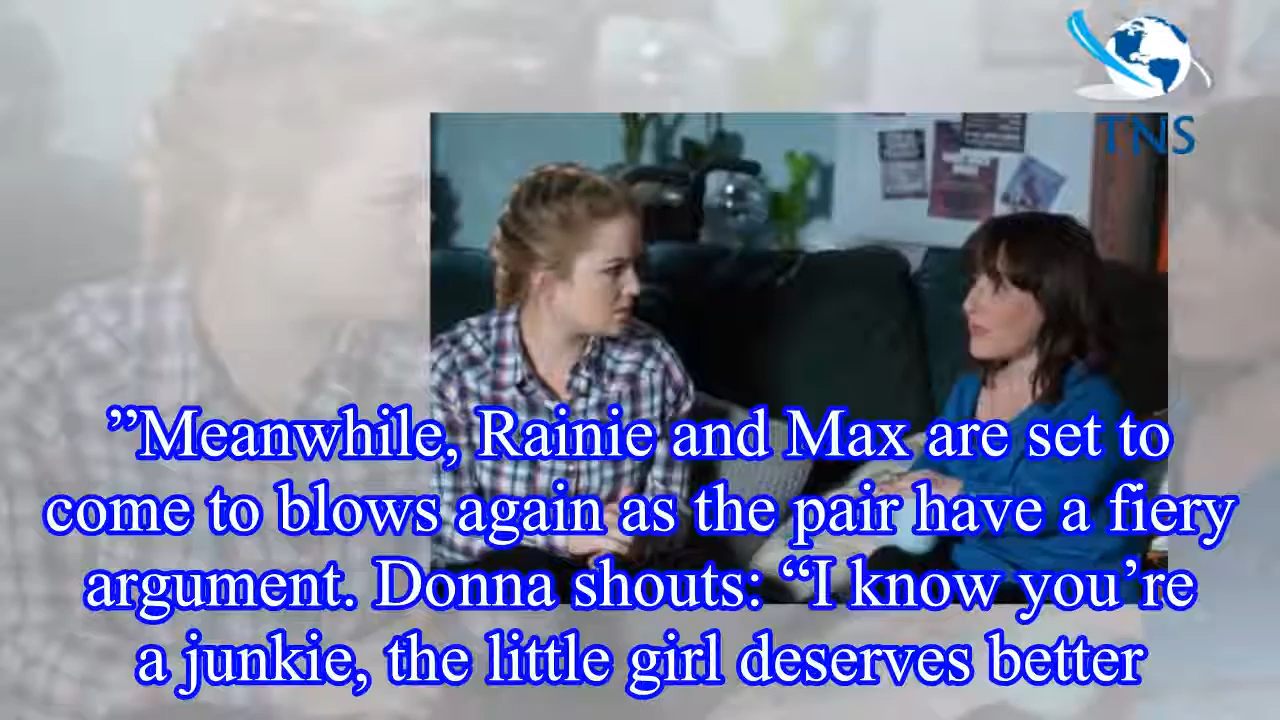 TNS
”Meanwhile, Rainie and Max are set to
come to blows again as the pair have a fiery
argument. Donna shouts: “I know you’re
a junkie, the little girl deserves better